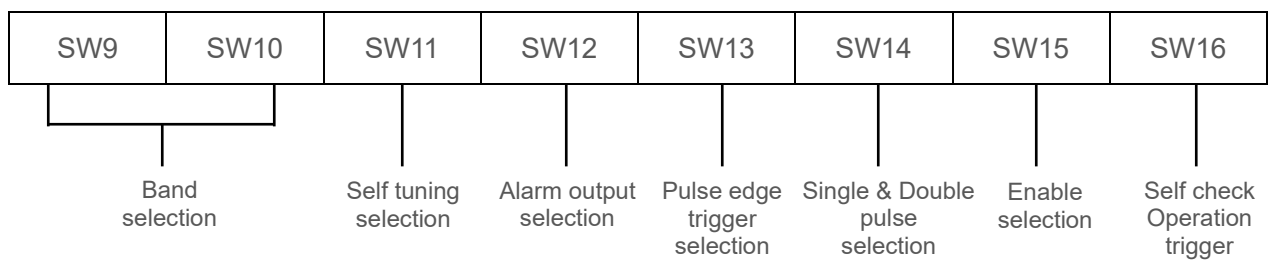 SW9 SW10 SW11 SW12 SW13 SW14 SW15 SW16
Band
selection
Self tuning
selection
Alarm output
selection
Pulse edge
trigger
selection
Single & Double
pulse
selection
Enable
selection
Self check
Operation
trigger